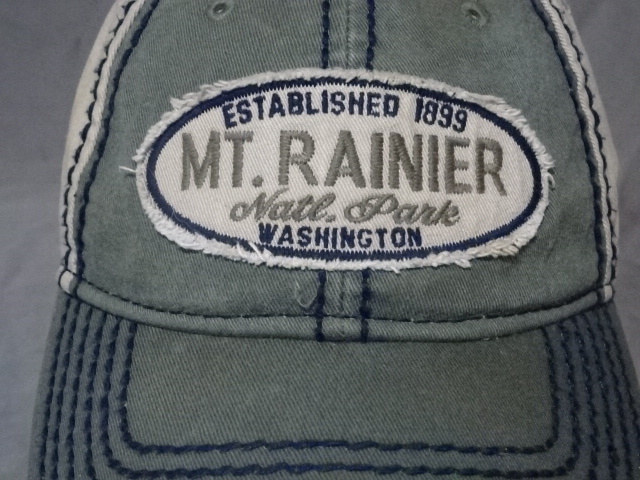 ESTABLISHED 1899
MT. RAINIER
Natl. Park
WASHINGTON